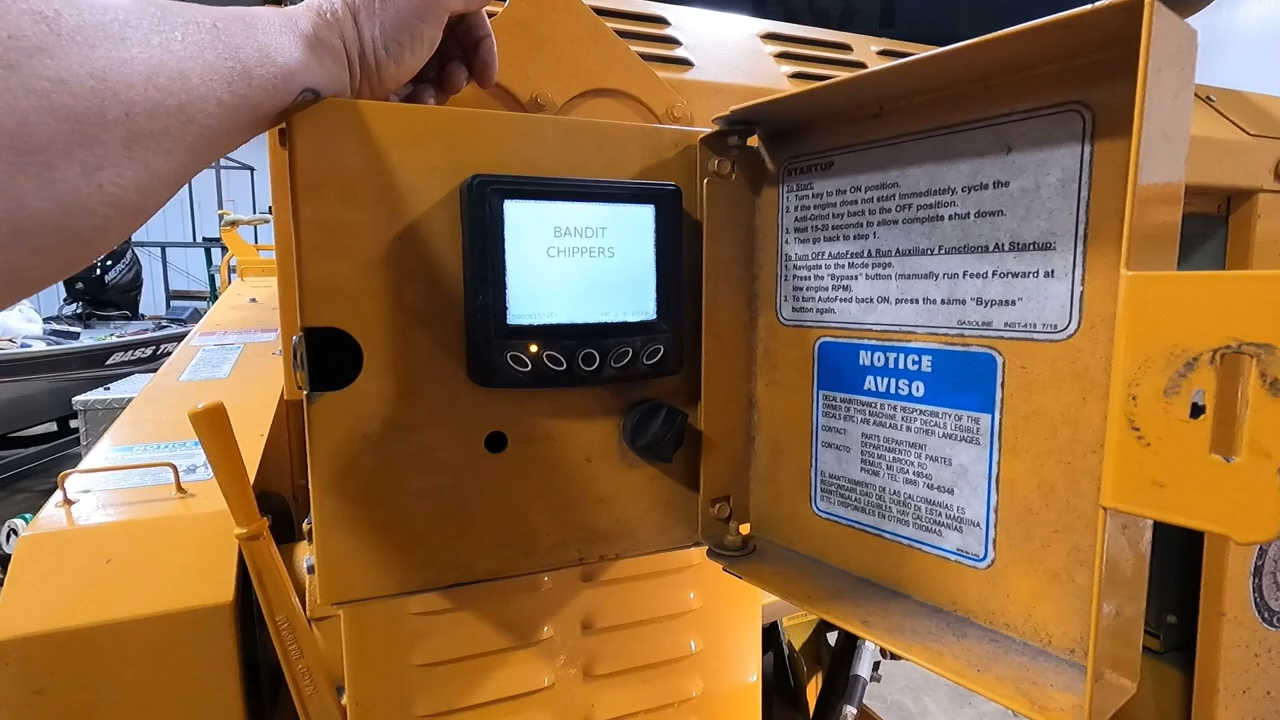 BANDIT
CHIPPERS
STARTUP
To Start:
1. Turn key to the ON position.
2. If the engine does not start immediately, cycle the
Anti-Grind key back to the OFF position.
3. Wait 15-20 seconds to allow complete shut down.
4. Then go back to step 1.
To Turn OFF AutoFeed & Run Auxillary Functions At Startup:
1. Navigate to the Mode page.
2. Press the "Bypass" button (manually run Feed Forward at
low engine RPM).
3. To turn AutoFeed back ON, press the same "Bypass"
button again.
GASOLINE INST-418 7/18
NOTICE
AVISO
DECAL MAINTENANCE IS THE RESPONSIBILITY OF THE
OWNER OF THIS MACHINE. KEEP DECALS LEGIBLE.
DECALS (ETC.) ARE AVAILABLE IN OTHER LANGUAGES.
CONTACT: PARTS DEPARTMENT
CONTACTO: DEPARTAMENTO DE PARTES
6750 MILLBROOK RD
REMUS, MI USA 49340
PHONE / TEL: (888) 748-6348
EL MANTENIMIENTO DE LAS CALCOMANÍAS ES
RESPONSABILIDAD DEL DUEÑO DE ESTA MÁQUINA.
MANTÉNGALAS LEGIBLES. HAY CALCOMANÍAS
(ETC.) DISPONIBLES EN OTROS IDIOMAS.
BASS TR
NOTICE